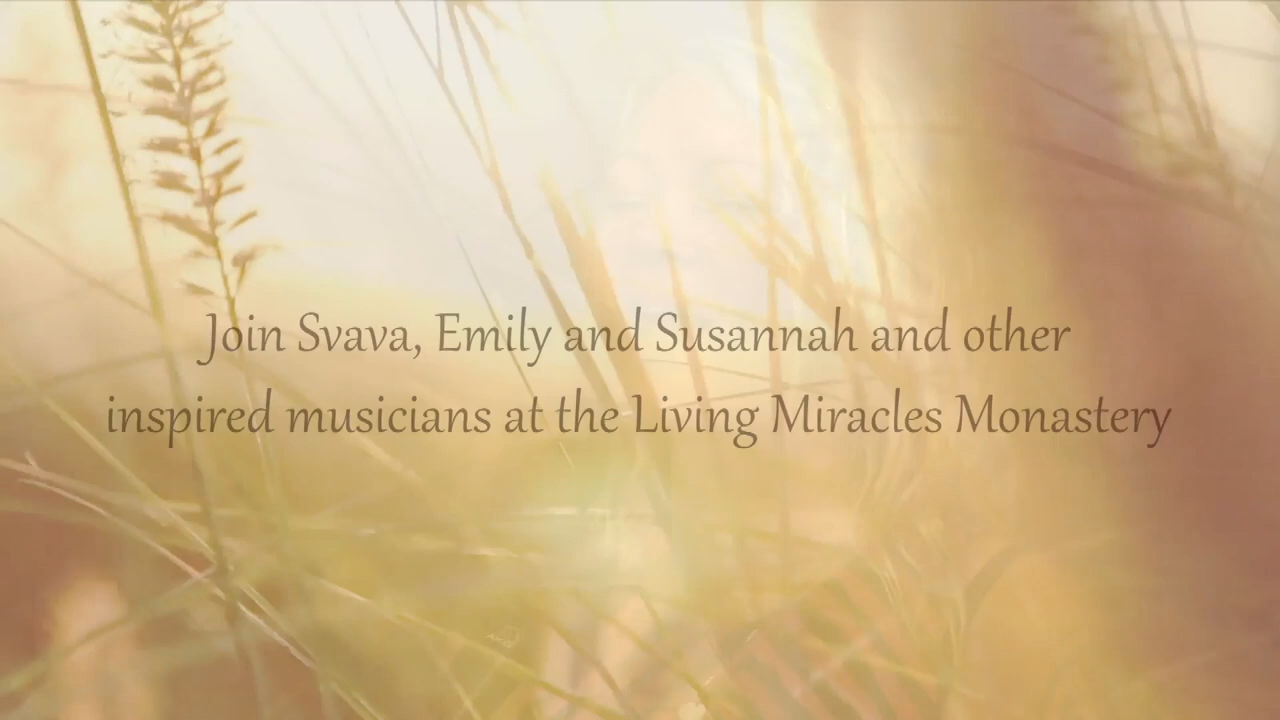 Join Svava, Emily and Susannah and other
inspired musicians at the Living Miracles Monastery